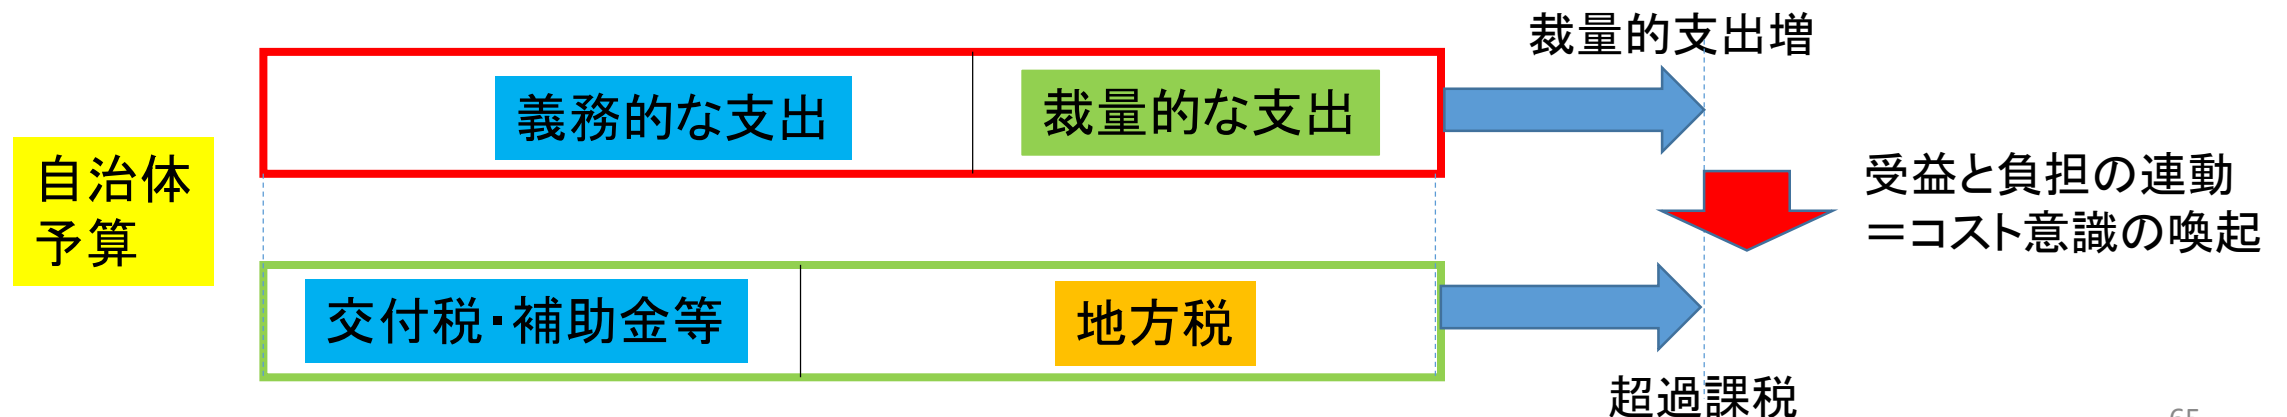 裁量的支出増
義務的な支出
裁量的な支出
自治体
予算
受益と負担の連動
＝コスト意識の喚起
交付税・補助金等
地方税
超過課税
65